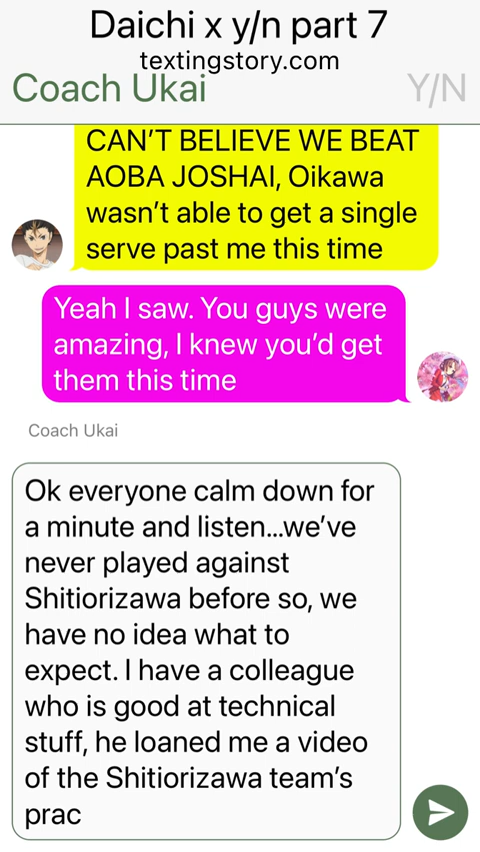 Daichi x y/n part 7
textingstory.com
Coach Ukai
Y/N
CAN'T BELIEVE WE BEAT
AOBA JOSHAI, Oikawa
wasn't able to get a single
serve past me this time
Yeah I saw. You guys were
amazing, I knew you'd get
them this time
Coach Ukai
Ok everyone calm down for
a minute and listen...we've
never played against
Shitiorizawa before so, we
have no idea what to
expect. I have a colleague
who is good at technical
stuff, he loaned me a video
of the Shitiorizawa team's
prac